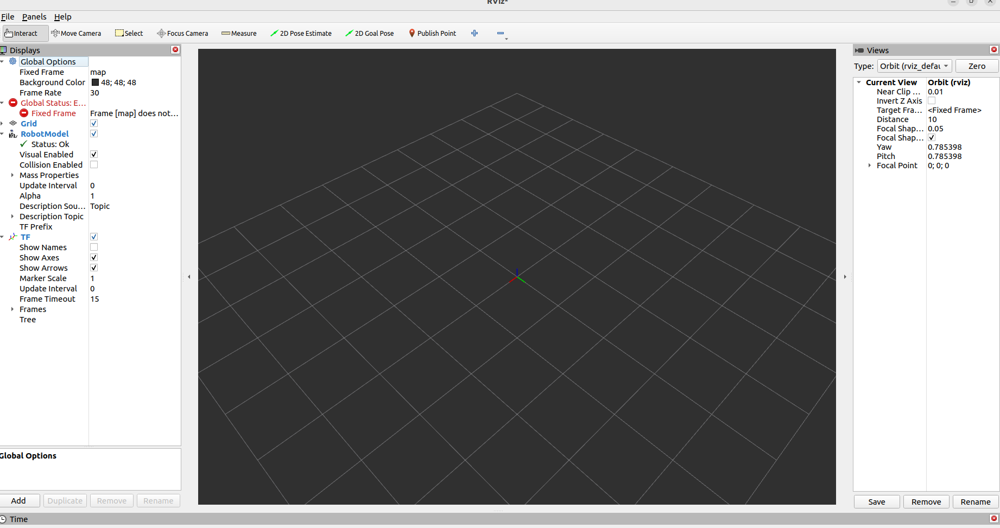 RViz*
File Panels Help
Interact Move Camera Select Focus Camera Measure 2D Pose Estimate 2D Goal Pose Publish Point
Displays
Global Options
Fixed Frame map
Background Color 48; 48; 48
Frame Rate 30
Global Status: E...
Fixed Frame Frame [map] does not...
Grid
RobotModel
Status: Ok
Visual Enabled
Collision Enabled
Mass Properties
Update Interval 0
Alpha 1
Description Sou... Topic
Description Topic
TF Prefix
TF
Show Names
Show Axes
Show Arrows
Marker Scale 1
Update Interval 0
Frame Timeout 15
Frames
Tree
Global Options
Add Duplicate Remove Rename
Views
Type: Orbit (rviz_defau Zero
Current View Orbit (rviz)
Near Clip ... 0.01
Invert Z Axis
Target Fra... <Fixed Frame>
Distance 10
Focal Shap... 0.05
Focal Shap...
Yaw 0.785398
Pitch 0.785398
Focal Point 0; 0; 0
Save Remove Rename
Time